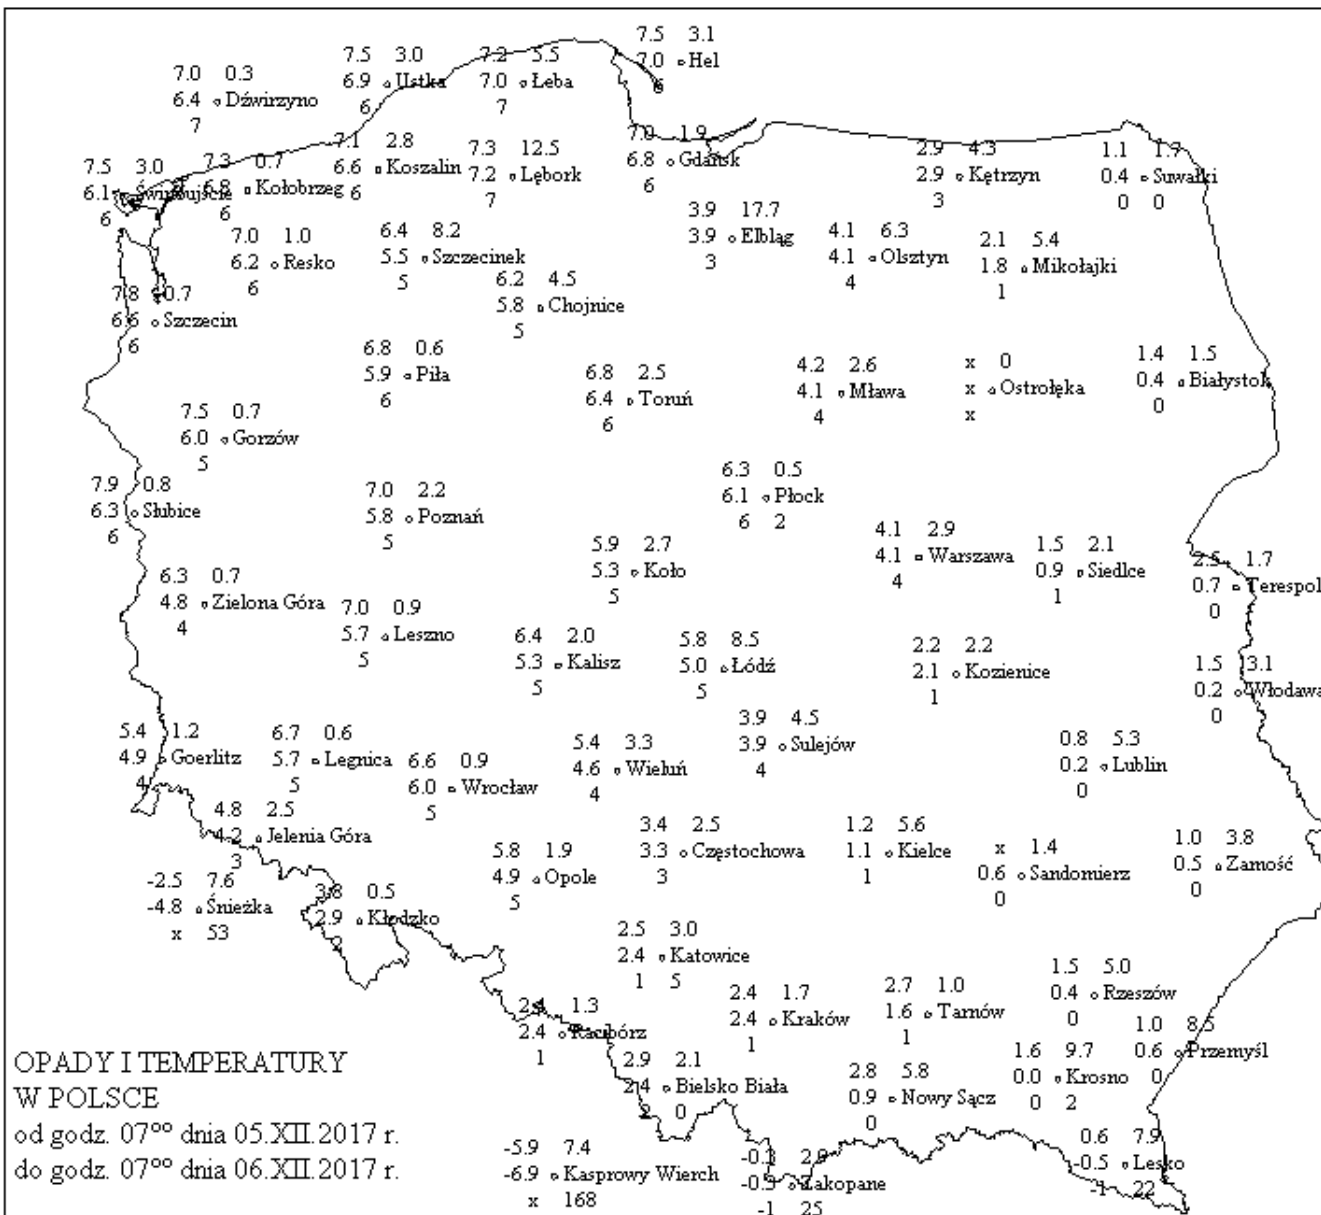 7.5 3.1
7.0 Hel
6
7.5 3.0
6.9 Ustka
6
7.2 5.5
7.0 Łeba
7
7.0 0.3
6.4 Dźwirzyno
7
7.1 2.8
6.6 Koszalin
6
7.3 12.5
7.2 Lębork
7
7.0 1.9
6.8 Gdańsk
6
2.9 4.3
2.9 Kętrzyn
3
1.1 1.7
0.4 Suwałki
0 0
7.5 3.0
6.1 Świnoujście
6
7.3 0.7
6.8 Kołobrzeg
6
7.0 1.0
6.2 Resko
6
6.4 8.2
5.5 Szczecinek
5
3.9 17.7
3.9 Elbląg
3
4.1 6.3
4.1 Olsztyn
4
2.1 5.4
1.8 Mikołajki
1
6.2 4.5
5.8 Chojnice
5
7.8 0.7
6.6 Szczecin
6
6.8 0.6
5.9 Piła
6
6.8 2.5
6.4 Toruń
6
4.2 2.6
4.1 Mława
4
x 0
x Ostrołęka
x
1.4 1.5
0.4 Białystok
0
7.5 0.7
6.0 Gorzów
5
7.9 0.8
6.3 Słubice
6
7.0 2.2
5.8 Poznań
5
6.3 0.5
6.1 Płock
6 2
5.9 2.7
5.3 Koło
5
4.1 2.9
4.1 Warszawa
4
1.5 2.1
0.9 Siedlce
1
2.5 1.7
0.7 Terespol
0
6.3 0.7
4.8 Zielona Góra
4
7.0 0.9
5.7 Leszno
5
6.4 2.0
5.3 Kalisz
5
5.8 8.5
5.0 Łódź
5
2.2 2.2
2.1 Kozienice
1
1.5 3.1
0.2 Włodawa
0
5.4 1.2
4.9 Goerlitz
4
6.7 0.6
5.7 Legnica
5
6.6 0.9
6.0 Wrocław
5
5.4 3.3
4.6 Wieluń
4
3.9 4.5
3.9 Sulejów
4
0.8 5.3
0.2 Lublin
0
4.8 2.5
4.2 Jelenia Góra
3
5.8 1.9
4.9 Opole
5
3.4 2.5
3.3 Częstochowa
3
1.2 5.6
1.1 Kielce
1
x 1.4
0.6 Sandomierz
0
1.0 3.8
0.5 Zamość
0
-2.5 7.6
-4.8 Śnieżka
x 53
3.8 0.5
2.9 Kłodzko
2
2.5 3.0
2.4 Katowice
1 5
2.4 1.3
2.4 Racibórz
1
2.4 1.7
2.4 Kraków
1
2.7 1.0
1.6 Tarnów
1
1.5 5.0
0.4 Rzeszów
0
1.0 8.5
0.6 Przemyśl
0
2.9 2.1
2.4 Bielsko Biała
2 0
2.8 5.8
0.9 Nowy Sącz
0
1.6 9.7
0.0 Krosno
0 2
-5.9 7.4
-6.9 Kasprowy Wierch
x 168
-0.3 2.9
-0.5 Zakopane
-1 25
0.6 7.9
-0.5 Lesko
-1 22
OPADY I TEMPERATURY
W POLSCE
od godz. 07ºº dnia 05.XII.2017 r.
do godz. 07ºº dnia 06.XII.2017 r.